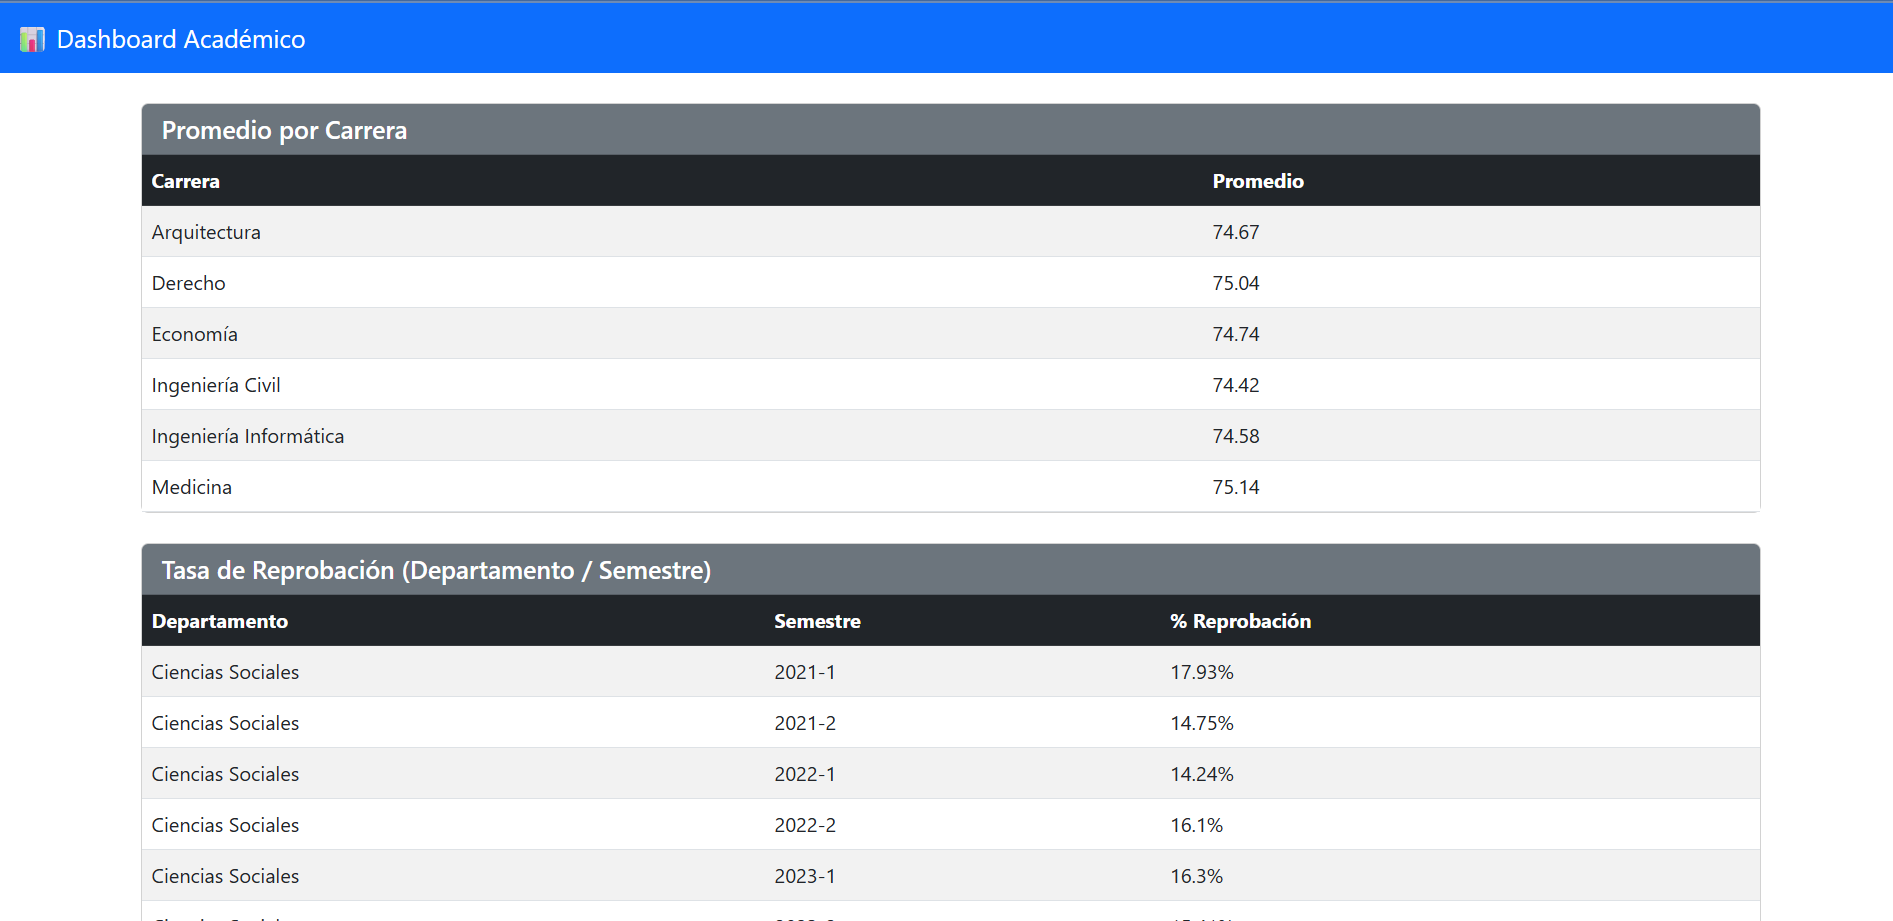 Dashboard Académico
Promedio por Carrera
Carrera Promedio
Arquitectura 74.67
Derecho 75.04
Economía 74.74
Ingeniería Civil 74.42
Ingeniería Informática 74.58
Medicina 75.14
Tasa de Reprobación (Departamento / Semestre)
Departamento Semestre % Reprobación
Ciencias Sociales 2021-1 17.93%
Ciencias Sociales 2021-2 14.75%
Ciencias Sociales 2022-1 14.24%
Ciencias Sociales 2022-2 16.1%
Ciencias Sociales 2023-1 16.3%